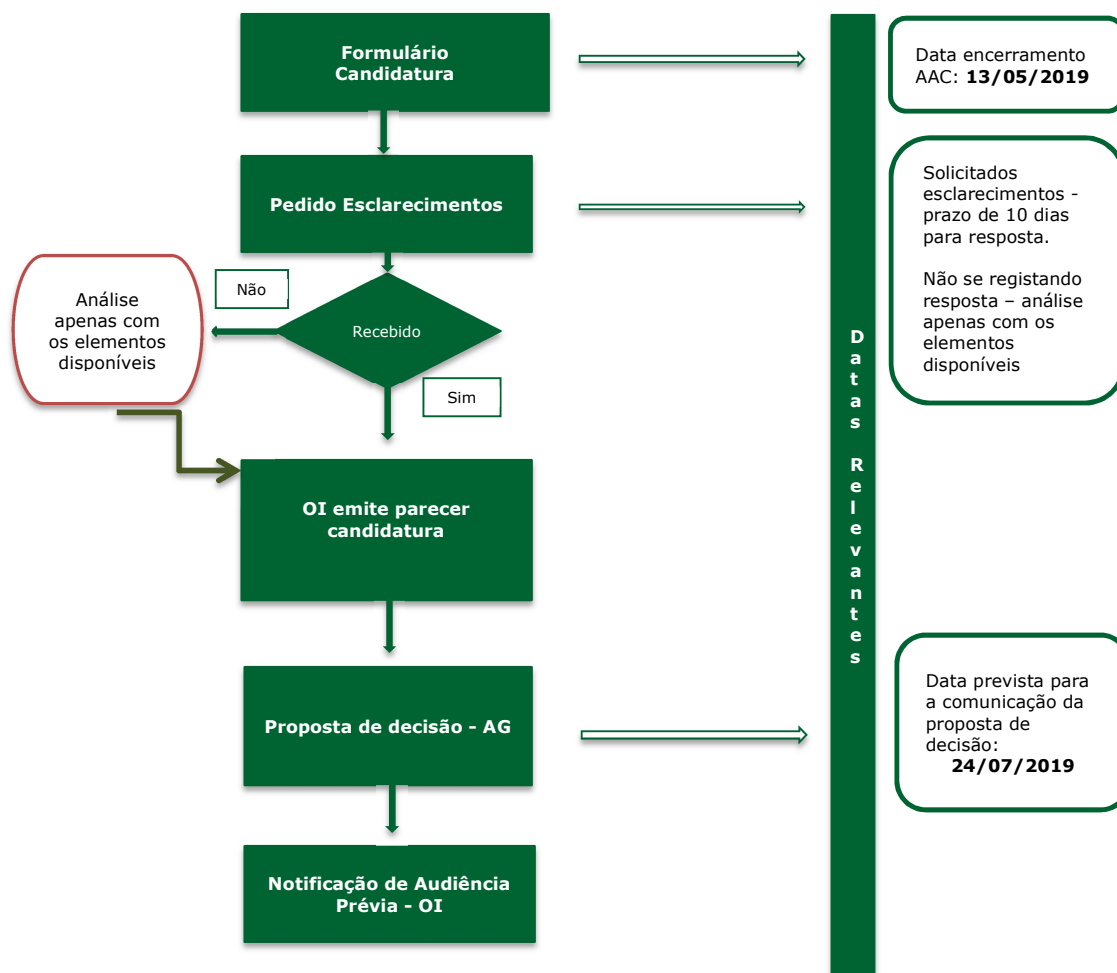 Formulário
Candidatura
Data encerramento
AAC: 13/05/2019
Pedido Esclarecimentos
Solicitados
esclarecimentos -
prazo de 10 dias
para resposta.
Não se registando
resposta – análise
apenas com os
elementos
disponíveis
Não
Análise
apenas com
os elementos
disponíveis
Recebido
Sim
Datas Relevantes
OI emite parecer
candidatura
Proposta de decisão - AG
Data prevista para
a comunicação da
proposta de
decisão:
24/07/2019
Notificação de Audiência
Prévia - OI